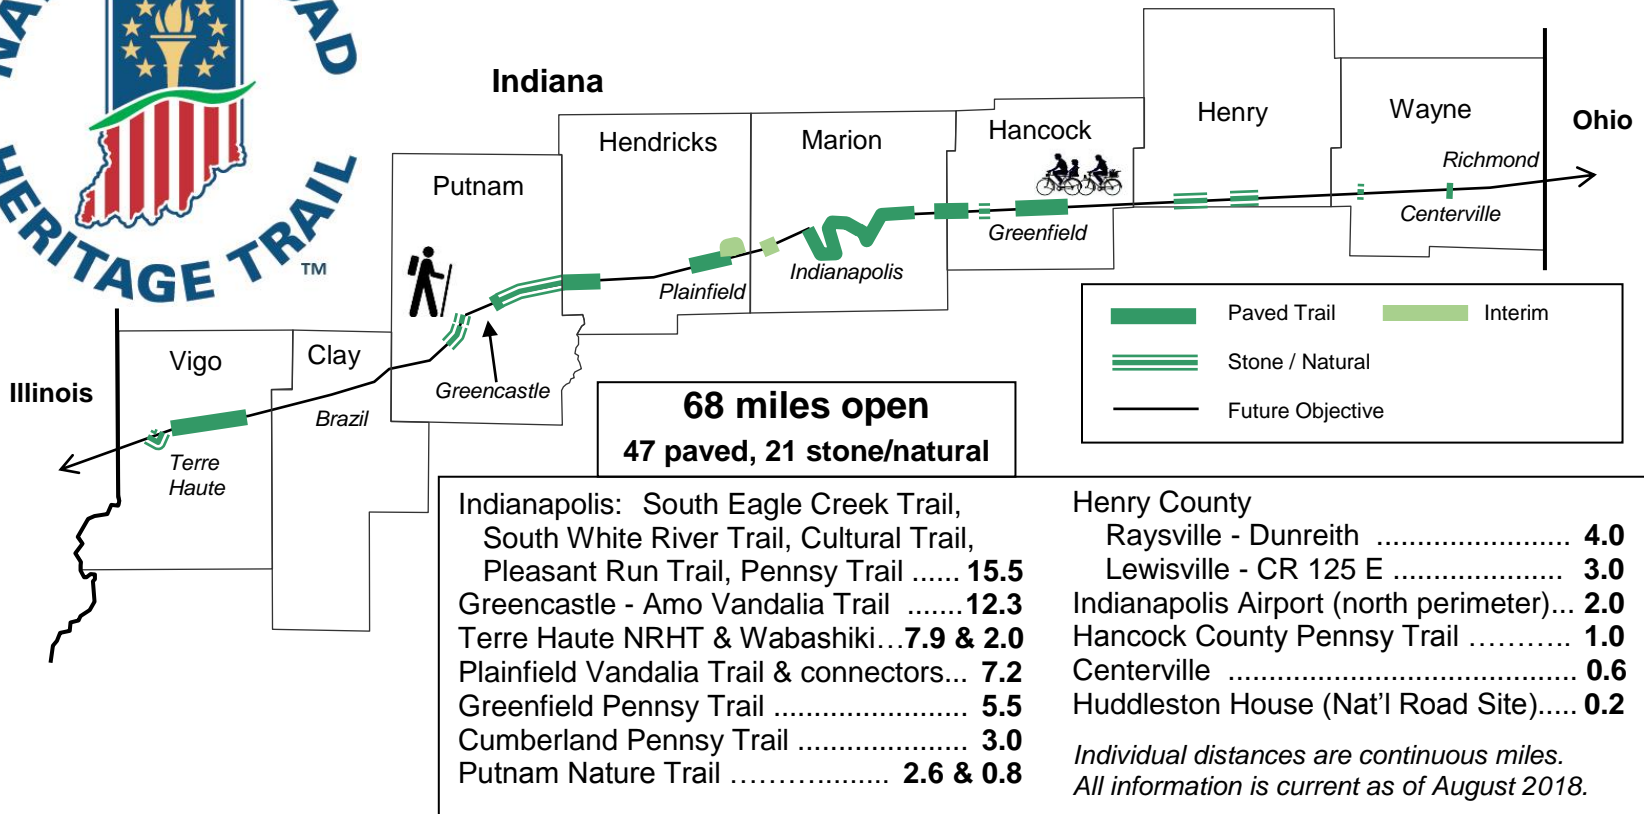 HERITAGE TRAIL
TM
Indiana
Ohio
Illinois
Vigo
Clay
Putnam
Hendricks
Marion
Hancock
Henry
Wayne
Richmond
Centerville
Greenfield
Indianapolis
Plainfield
Greencastle
Brazil
Terre
Haute
Paved Trail
Interim
Stone / Natural
Future Objective
68 miles open
47 paved, 21 stone/natural
Indianapolis: South Eagle Creek Trail,
South White River Trail, Cultural Trail,
Pleasant Run Trail, Pennsy Trail ...... 15.5
Greencastle - Amo Vandalia Trail .......12.3
Terre Haute NRHT & Wabashiki…7.9 & 2.0
Plainfield Vandalia Trail & connectors... 7.2
Greenfield Pennsy Trail ....................... 5.5
Cumberland Pennsy Trail .................... 3.0
Putnam Nature Trail ………......... 2.6 & 0.8
Henry County
Raysville - Dunreith ....................... 4.0
Lewisville - CR 125 E .................... 3.0
Indianapolis Airport (north perimeter)... 2.0
Hancock County Pennsy Trail ……….. 1.0
Centerville ......................................... 0.6
Huddleston House (Nat'l Road Site)..... 0.2
Individual distances are continuous miles.
All information is current as of August 2018.